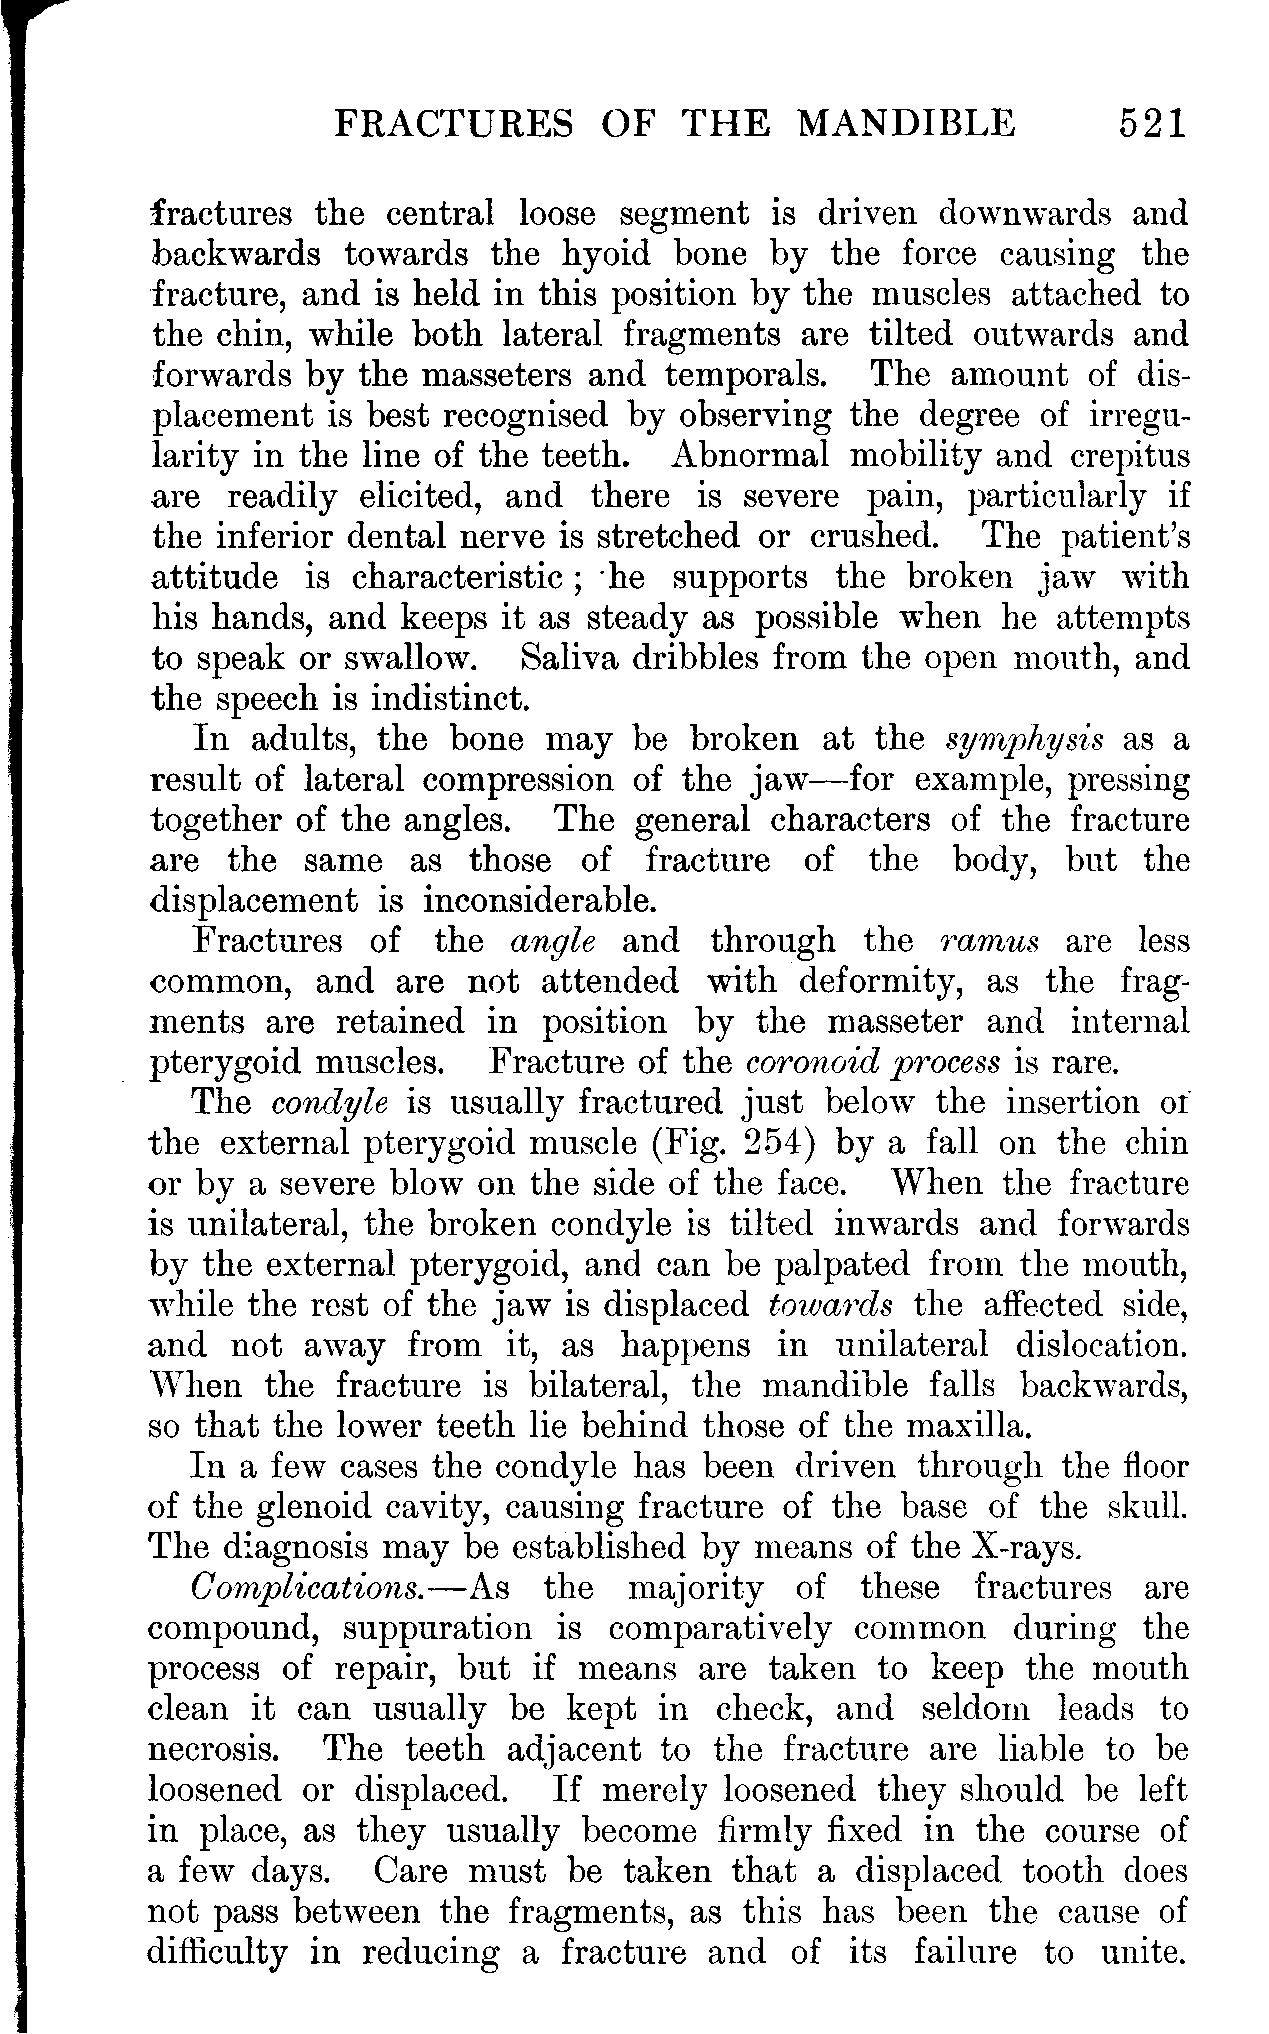 FRACTURES OF THE MANDIBLE 521
fractures the central loose segment is driven downwards and
backwards towards the hyoid bone by the force causing the
fracture, and is held in this position by the muscles attached to
the chin, while both lateral fragments are tilted outwards and
forwards by the masseters and temporals. The amount of dis-
placement is best recognised by observing the degree of irregu-
larity in the line of the teeth. Abnormal mobility and crepitus
are readily elicited, and there is severe pain, particularly if
the inferior dental nerve is stretched or crushed. The patient's
attitude is characteristic ; he supports the broken jaw with
his hands, and keeps it as steady as possible when he attempts
to speak or swallow. Saliva dribbles from the open mouth, and
the speech is indistinct.
In adults, the bone may be broken at the symphysis as a
result of lateral compression of the jaw—for example, pressing
together of the angles. The general characters of the fracture
are the same as those of fracture of the body, but the
displacement is inconsiderable.
Fractures of the angle and through the ramus are less
common, and are not attended with deformity, as the frag-
ments are retained in position by the masseter and internal
pterygoid muscles. Fracture of the coronoid process is rare.
The condyle is usually fractured just below the insertion of
the external pterygoid muscle (Fig. 254) by a fall on the chin
or by a severe blow on the side of the face. When the fracture
is unilateral, the broken condyle is tilted inwards and forwards
by the external pterygoid, and can be palpated from the mouth,
while the rest of the jaw is displaced towards the affected side,
and not away from it, as happens in unilateral dislocation.
When the fracture is bilateral, the mandible falls backwards,
so that the lower teeth lie behind those of the maxilla.
In a few cases the condyle has been driven through the floor
of the glenoid cavity, causing fracture of the base of the skull.
The diagnosis may be established by means of the X-rays.
Complications.—As the majority of these fractures are
compound, suppuration is comparatively common during the
process of repair, but if means are taken to keep the mouth
clean it can usually be kept in check, and seldom leads to
necrosis. The teeth adjacent to the fracture are liable to be
loosened or displaced. If merely loosened they should be left
in place, as they usually become firmly fixed in the course of
a few days. Care must be taken that a displaced tooth does
not pass between the fragments, as this has been the cause of
difficulty in reducing a fracture and of its failure to unite.